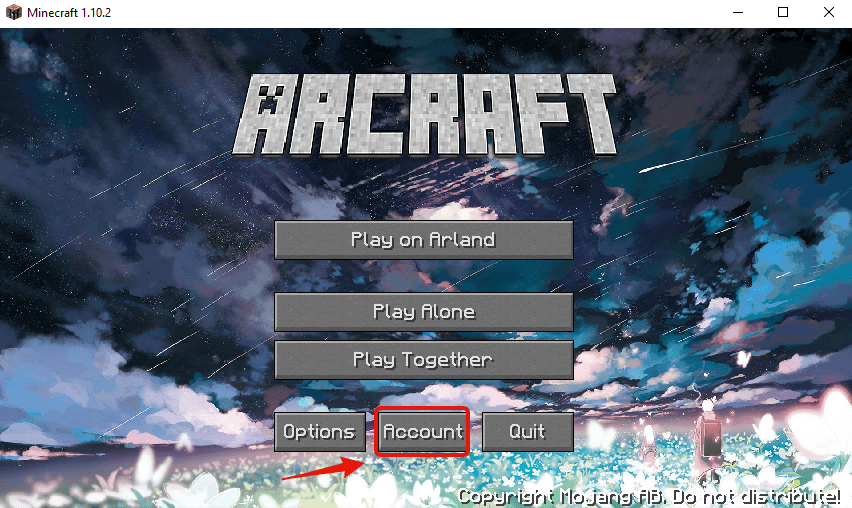 Minecraft 1.10.2
ARCRAFT
Play on Arland
Play Alone
Play Together
Options Account Quit
Copyright Mojang AB. Do not distribute!